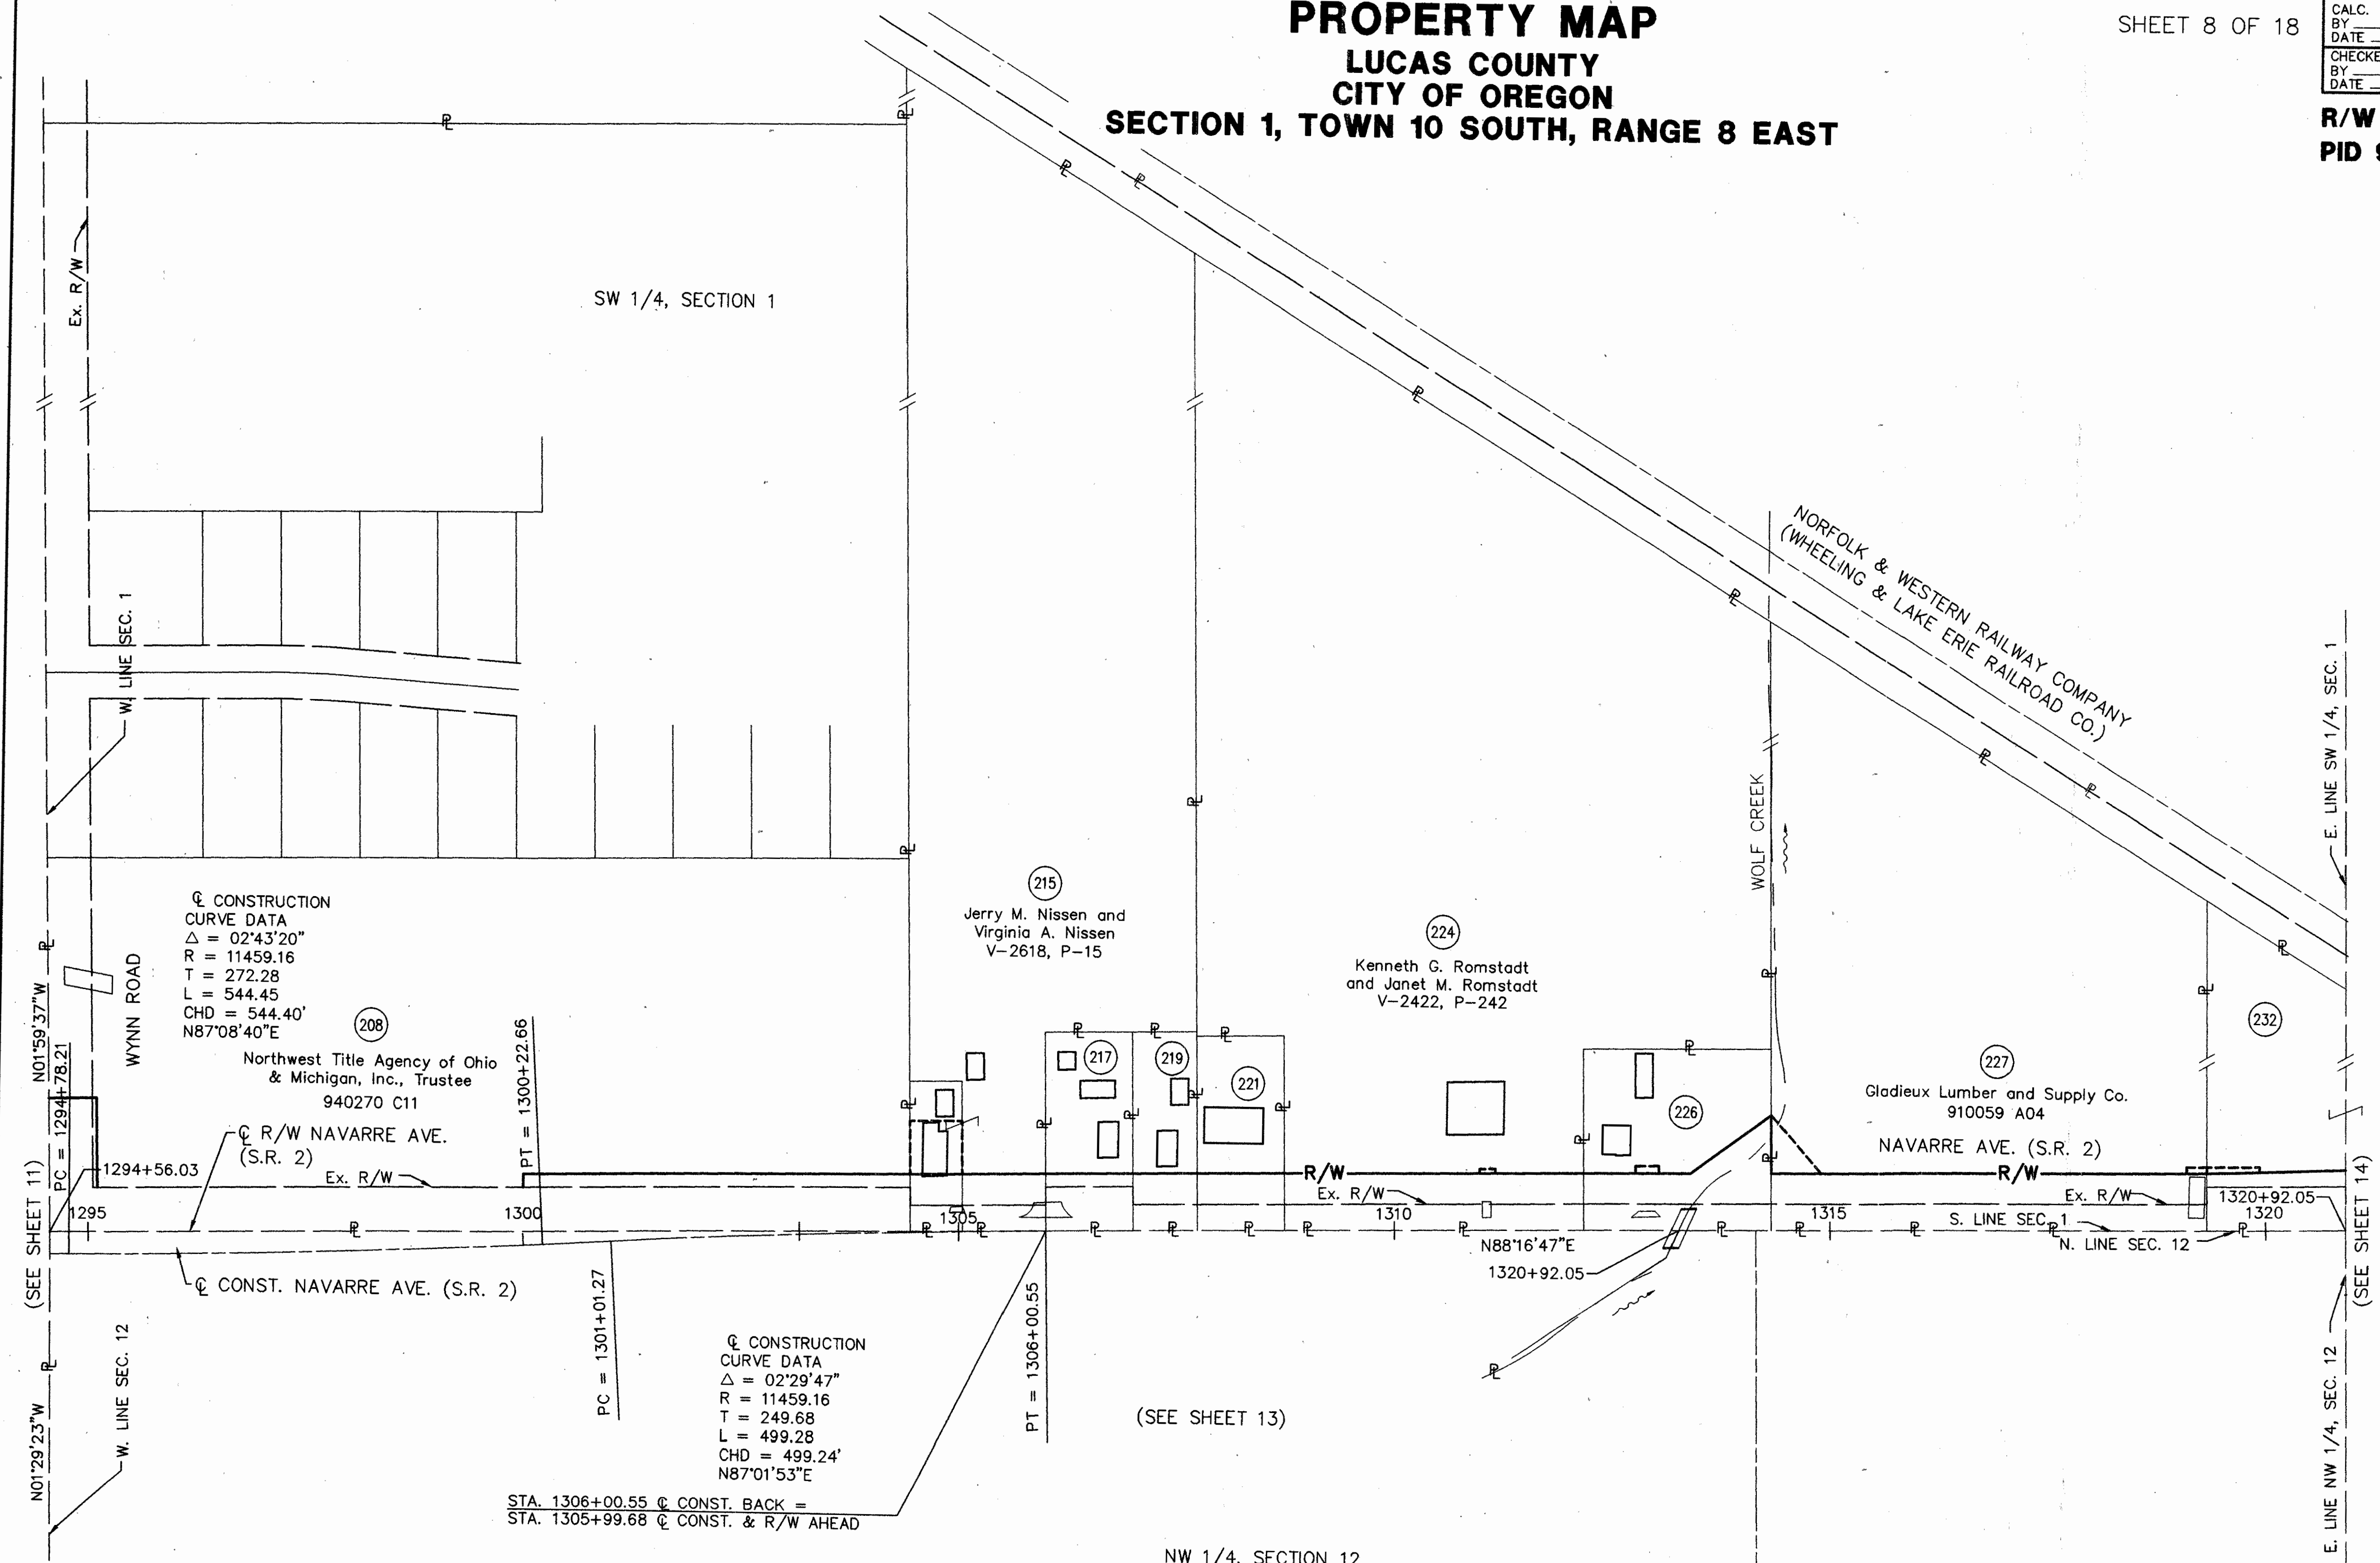 PROPERTY MAP
LUCAS COUNTY
CITY OF OREGON
SECTION 1, TOWN 10 SOUTH, RANGE 8 EAST
SHEET 8 OF 18
CALC.
BY
DATE
BY
DATE
R/W
PID
Ex. R/W
SW 1/4, SECTION 1
W. LINE SEC. 1
NORFOLK & WESTERN RAILWAY COMPANY
(WHEELING & LAKE ERIE RAILROAD CO.)
E. LINE SW 1/4, SEC. 1
WOLF CREEK
℄ CONSTRUCTION
CURVE DATA
Δ = 02°43'20"
R = 11459.16
T = 272.28
L = 544.45
CHD = 544.40'
N87°08'40"E
WYNN ROAD
N01°59'37"W
PC = 1294+78.21
208
Northwest Title Agency of Ohio
& Michigan, Inc., Trustee
940270 C11
PT = 1300+22.66
215
Jerry M. Nissen and
Virginia A. Nissen
V-2618, P-15
224
Kenneth G. Romstadt
and Janet M. Romstadt
V-2422, P-242
217
219
221
226
227
Gladieux Lumber and Supply Co.
910059 A04
232
NAVARRE AVE. (S.R. 2)
℄ R/W NAVARRE AVE.
(S.R. 2)
1294+56.03
Ex. R/W
R/W
Ex. R/W
R/W
Ex. R/W
1320+92.05
1295
1300
1305
1310
1315
1320
S. LINE SEC. 1
N. LINE SEC. 12
N88°16'47"E
1320+92.05
(SEE SHEET 11)
(SEE SHEET 14)
℄ CONST. NAVARRE AVE. (S.R. 2)
PC = 1301+01.27
PT = 1306+00.55
℄ CONSTRUCTION
CURVE DATA
Δ = 02°29'47"
R = 11459.16
T = 249.68
L = 499.28
CHD = 499.24'
N87°01'53"E
(SEE SHEET 13)
W. LINE SEC. 12
N01°29'23"W
STA. 1306+00.55 ℄ CONST. BACK =
STA. 1305+99.68 ℄ CONST. & R/W AHEAD
E. LINE NW 1/4, SEC. 12
NW 1/4, SECTION 12